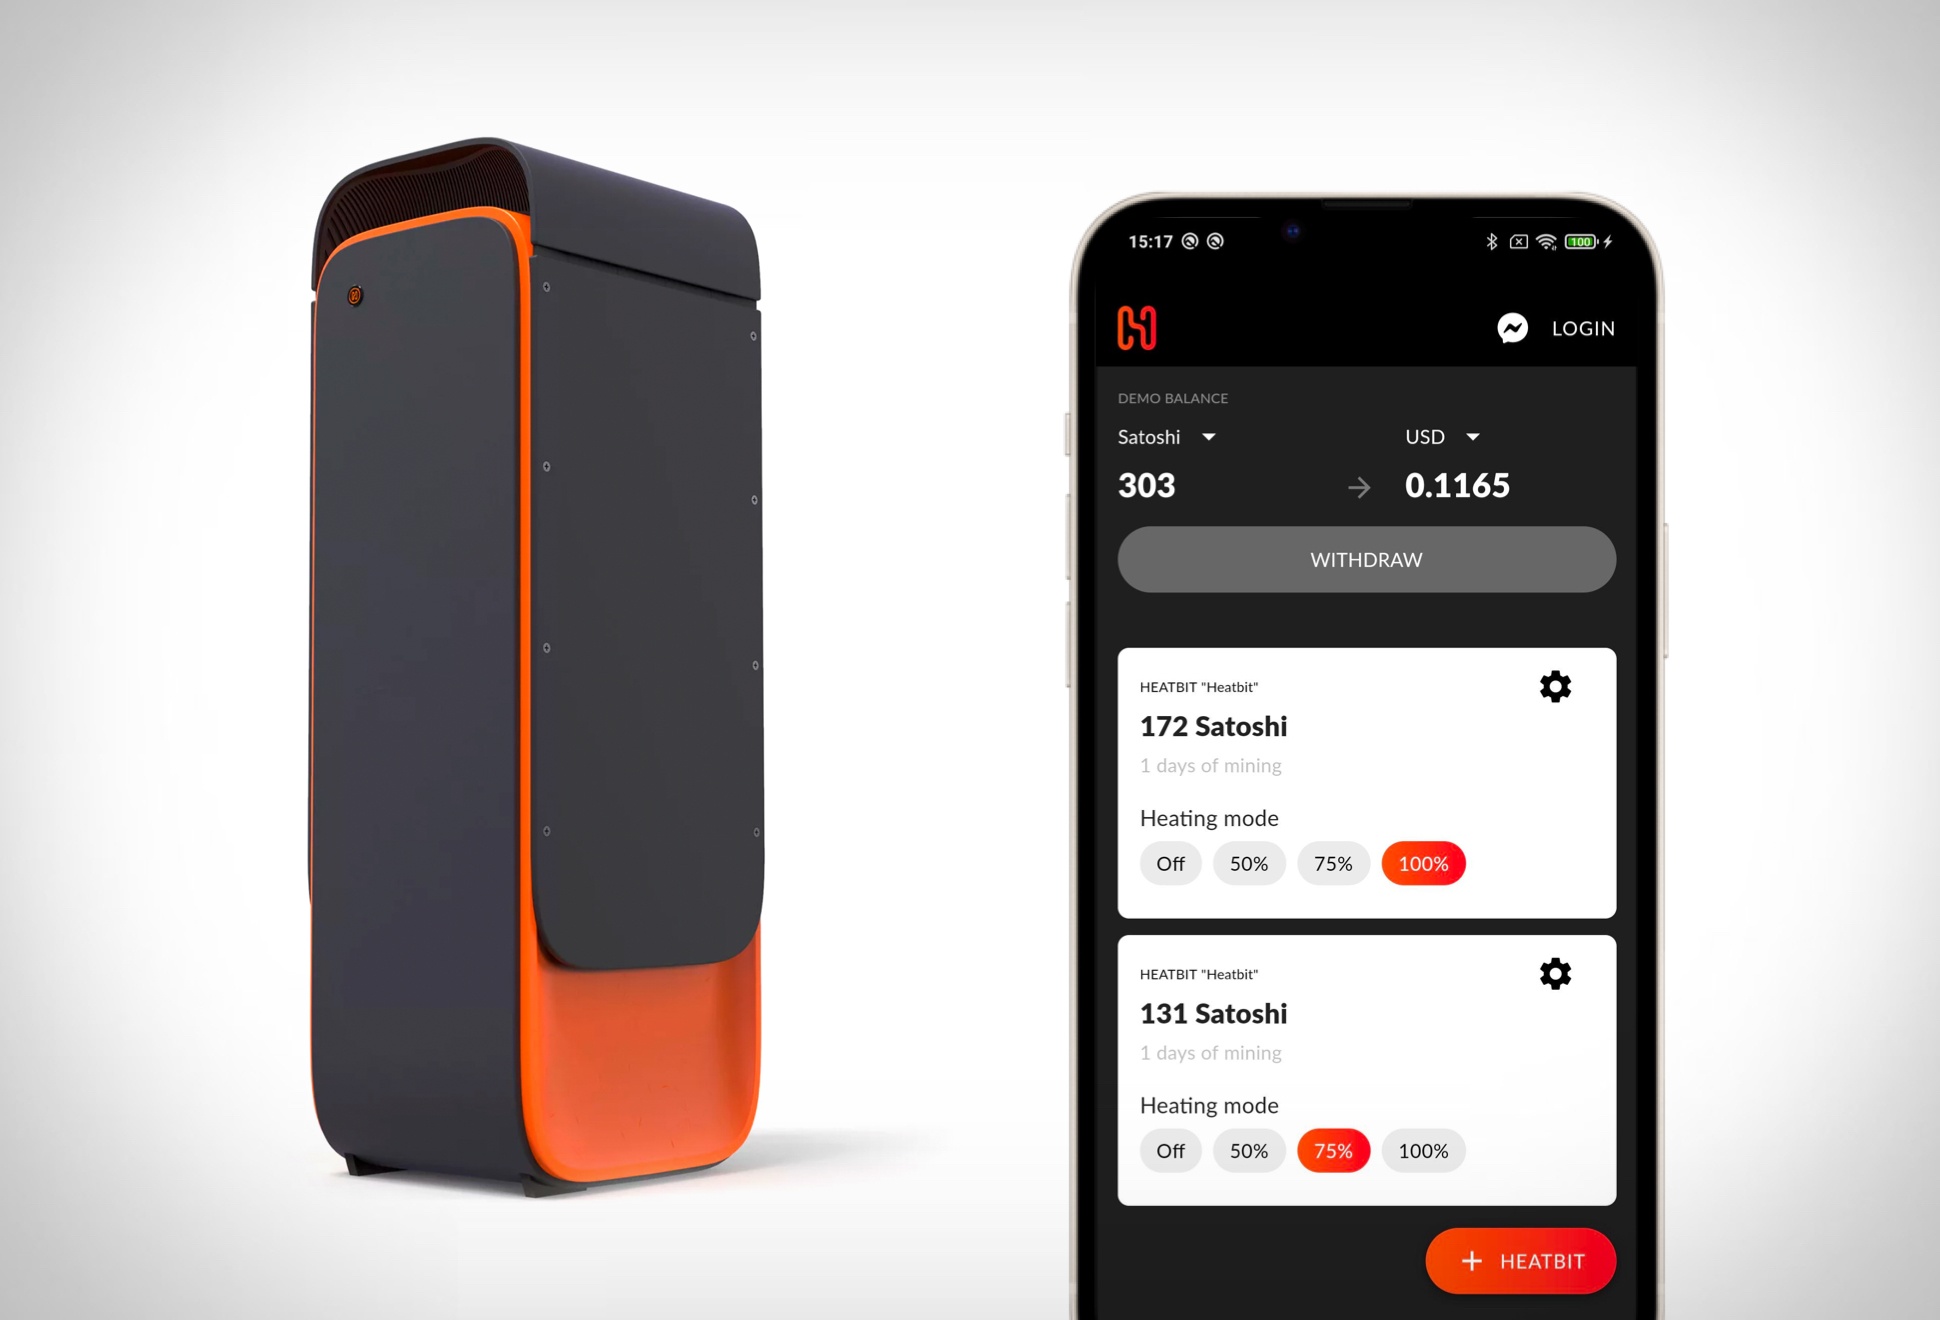 15:17
100
LOGIN
DEMO BALANCE
Satoshi USD
303 → 0.1165
WITHDRAW
HEATBIT "Heatbit"
172 Satoshi
1 days of mining
Heating mode
Off 50% 75% 100%
HEATBIT "Heatbit"
131 Satoshi
1 days of mining
Heating mode
Off 50% 75% 100%
+ HEATBIT